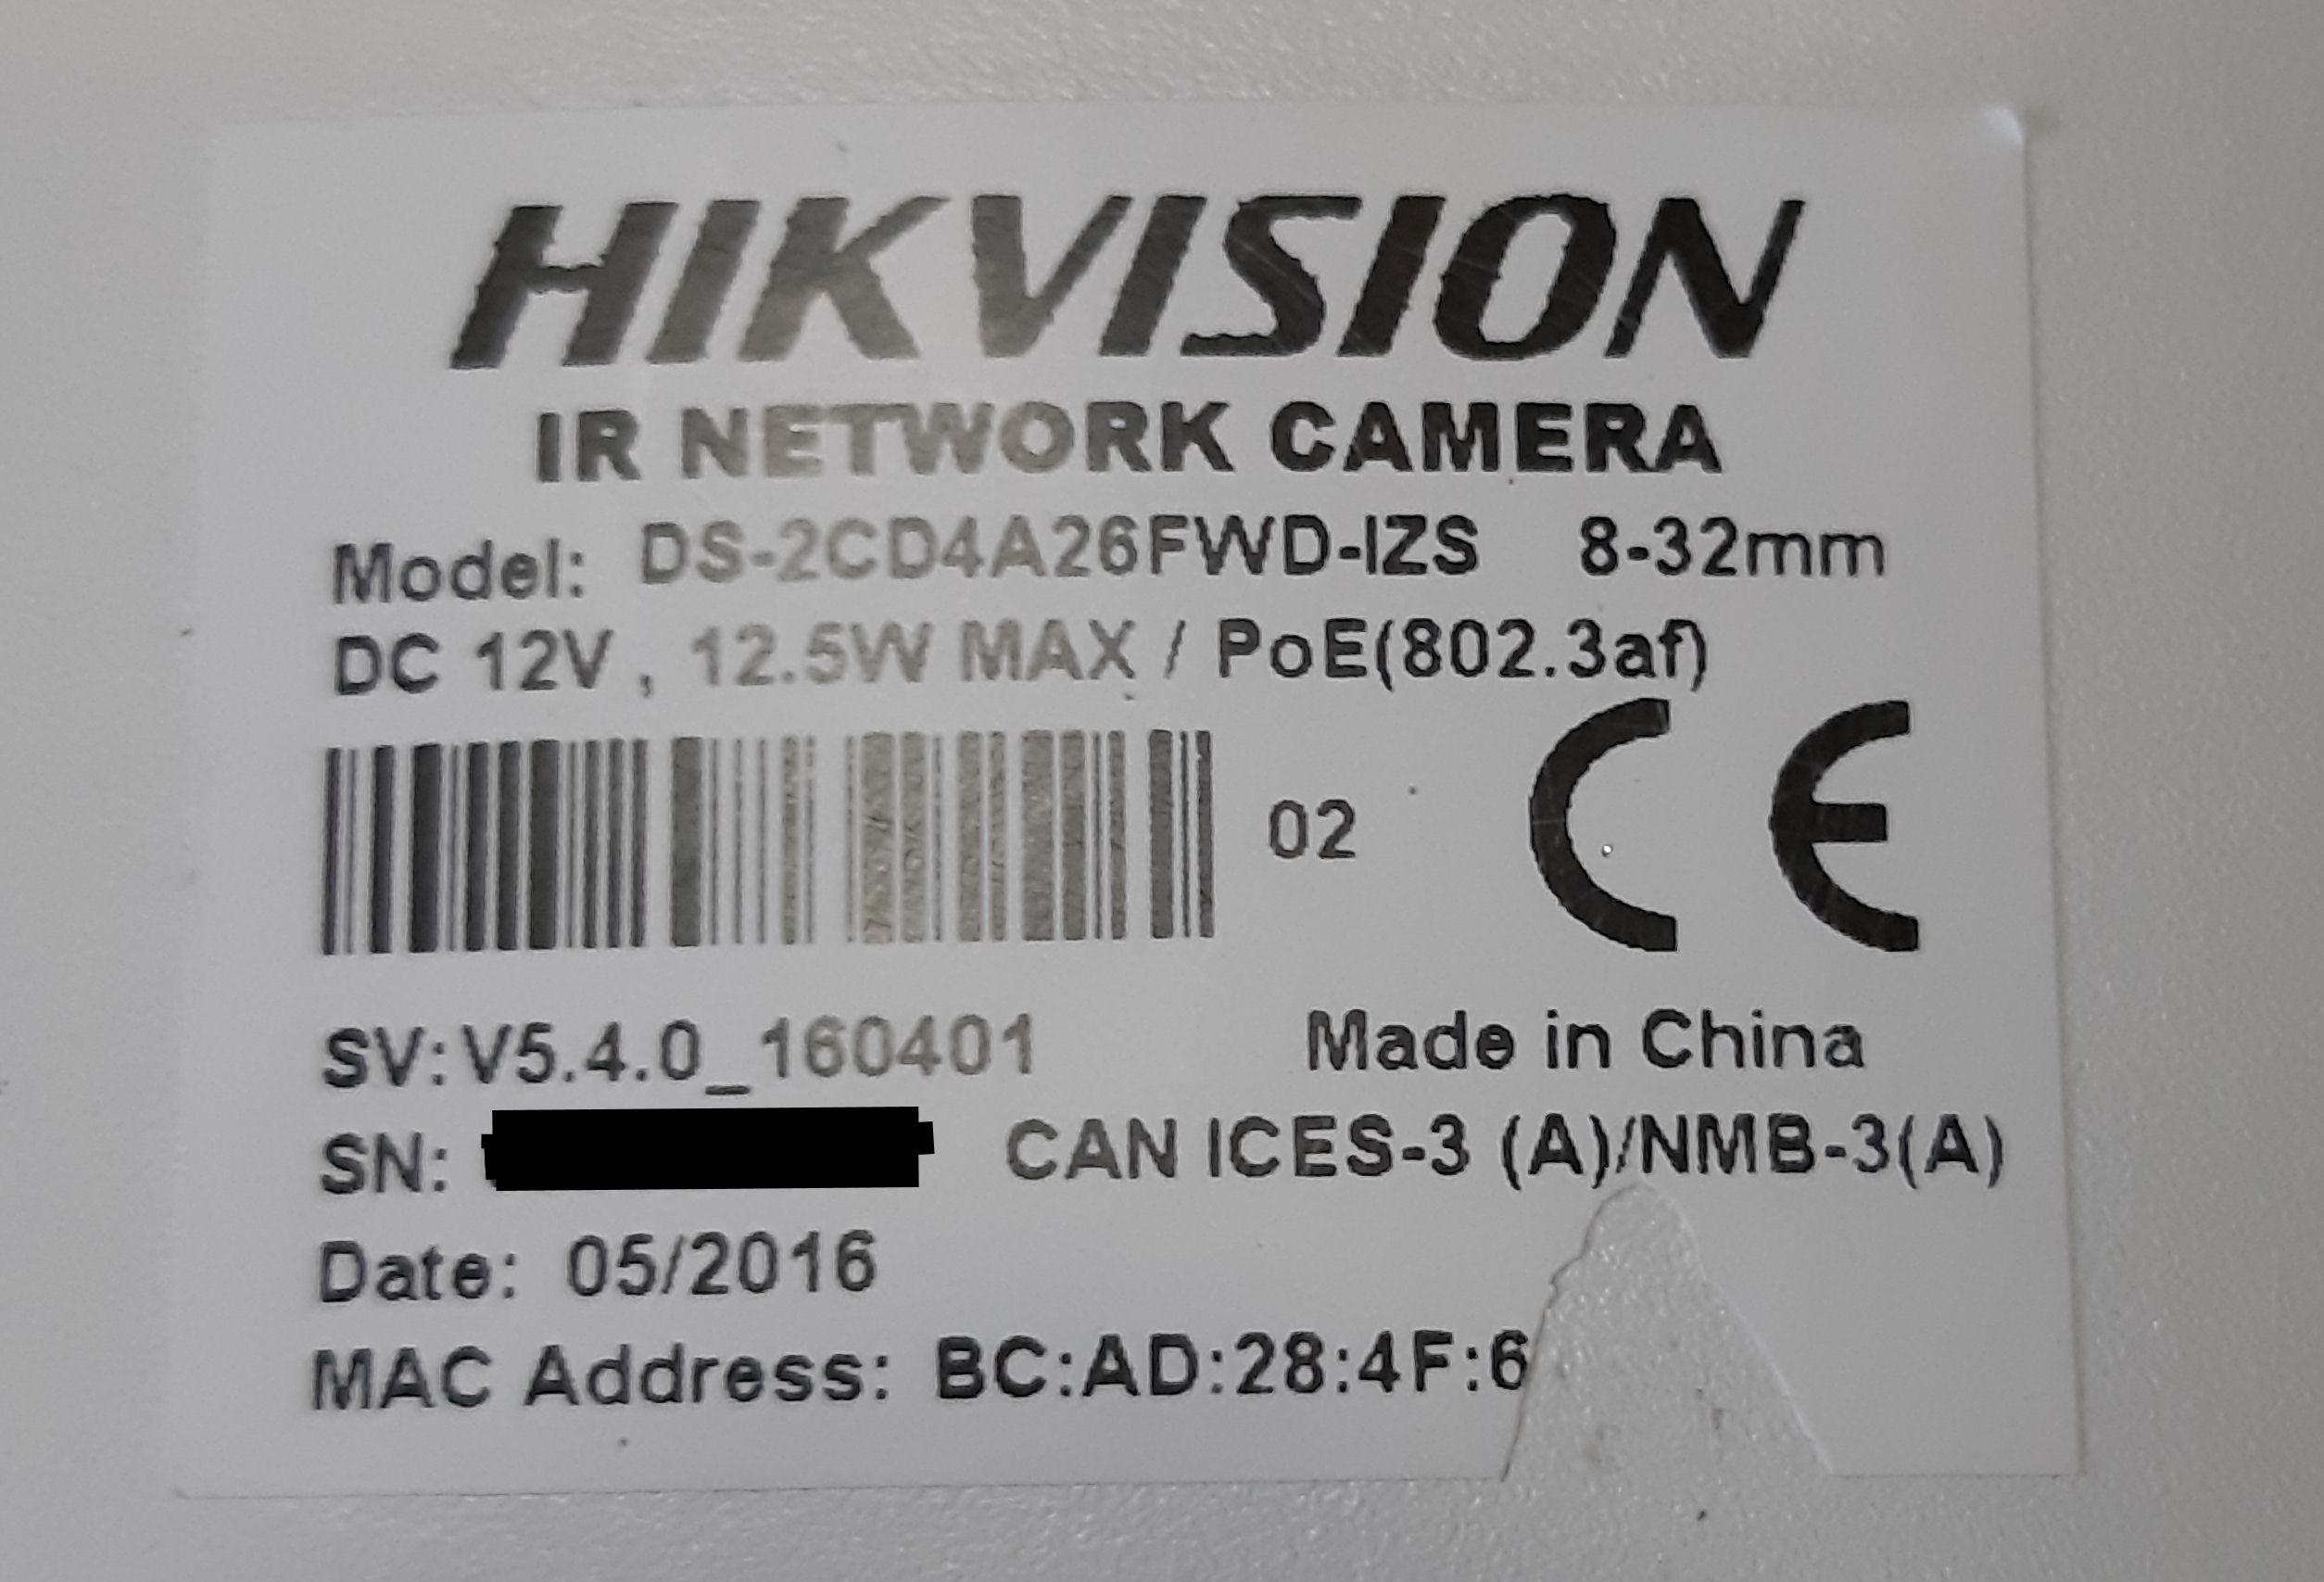 HIKVISION
IR NETWORK CAMERA
Model: DS-2CD4A26FWD-IZS 8-32mm
DC 12V , 12.5W MAX / PoE(802.3af)
02
CE
SV:V5.4.0_160401 Made in China
SN: CAN ICES-3 (A)/NMB-3(A)
Date: 05/2016
MAC Address: BC:AD:28:4F:6